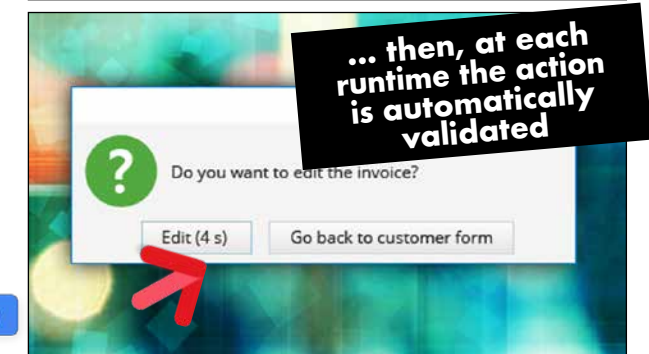 ... then, at each
runtime the action
is automatically
validated
Do you want to edit the invoice?
Edit (4 s)
Go back to customer form